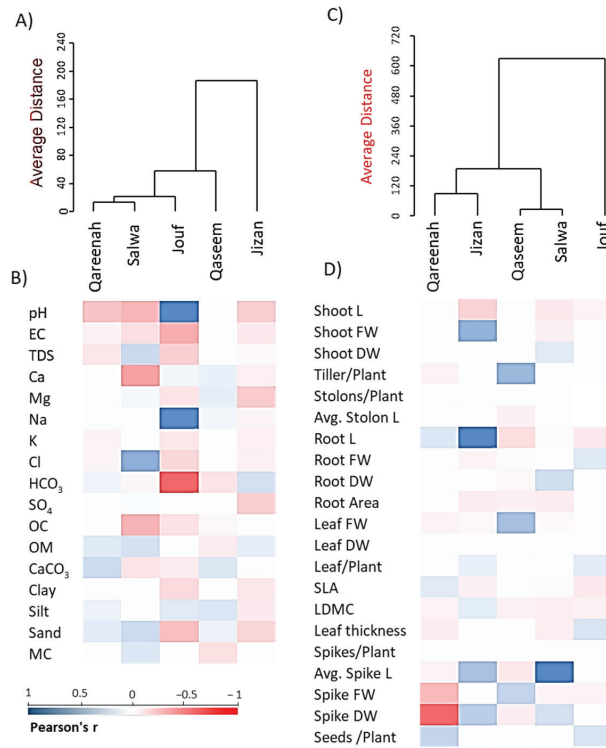 A)
Average Distance
0 40 80 120 160 200 240
Qareenah
Salwa
Jouf
Qaseem
Jizan
B)
pH
EC
TDS
Ca
Mg
Na
K
Cl
HCO3
SO4
OC
OM
CaCO3
Clay
Silt
Sand
MC
1 0.5 0 -0.5 -1
Pearson's r
C)
Average Distance
0 120 240 360 480 600 720
Qareenah
Jizan
Qaseem
Salwa
Jouf
D)
Shoot L
Shoot FW
Shoot DW
Tiller/Plant
Stolons/Plant
Avg. Stolon L
Root L
Root FW
Root DW
Root Area
Leaf FW
Leaf DW
Leaf/Plant
SLA
LDMC
Leaf thickness
Spikes/Plant
Avg. Spike L
Spike FW
Spike DW
Seeds /Plant